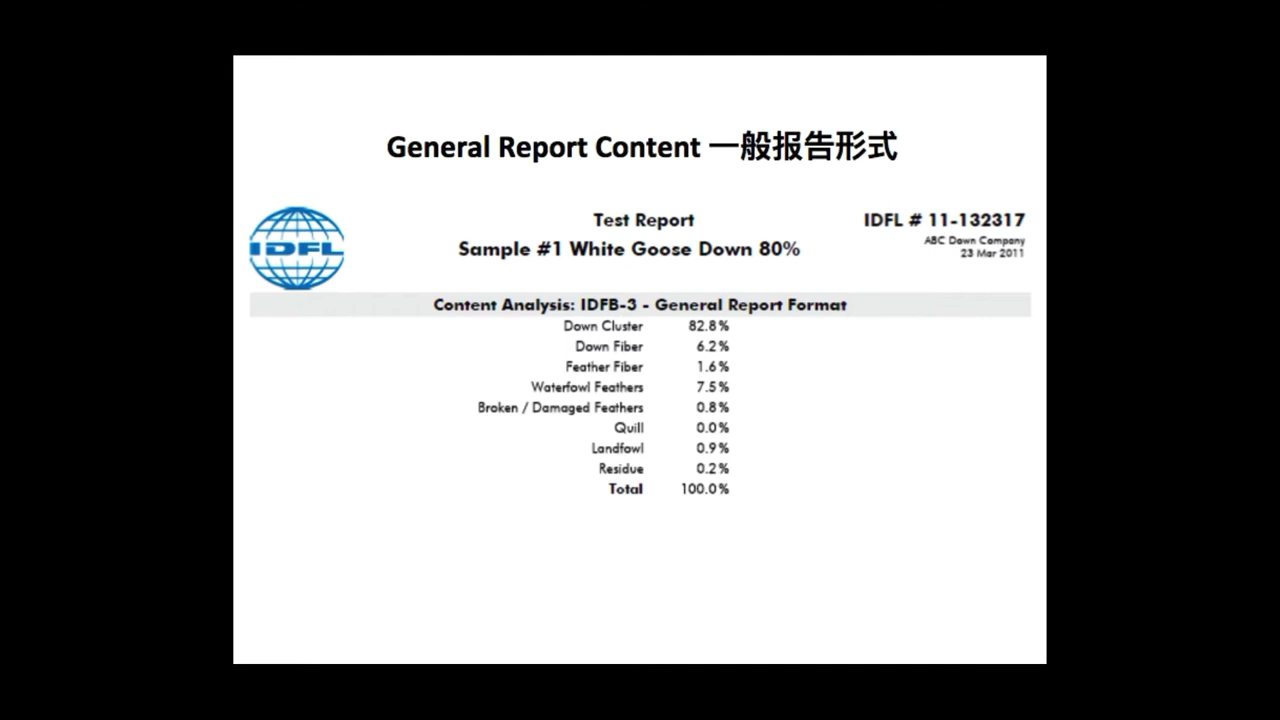 General Report Content 一般报告形式
IDFL
Test Report
Sample #1 White Goose Down 80%
IDFL # 11-132317
ABC Down Company
23 Mar 2011
Content Analysis: IDFB-3 - General Report Format
Down Cluster 82.8%
Down Fiber 6.2%
Feather Fiber 1.6%
Waterfowl Feathers 7.5%
Broken / Damaged Feathers 0.8%
Quill 0.0%
Landfowl 0.9%
Residue 0.2%
Total 100.0%